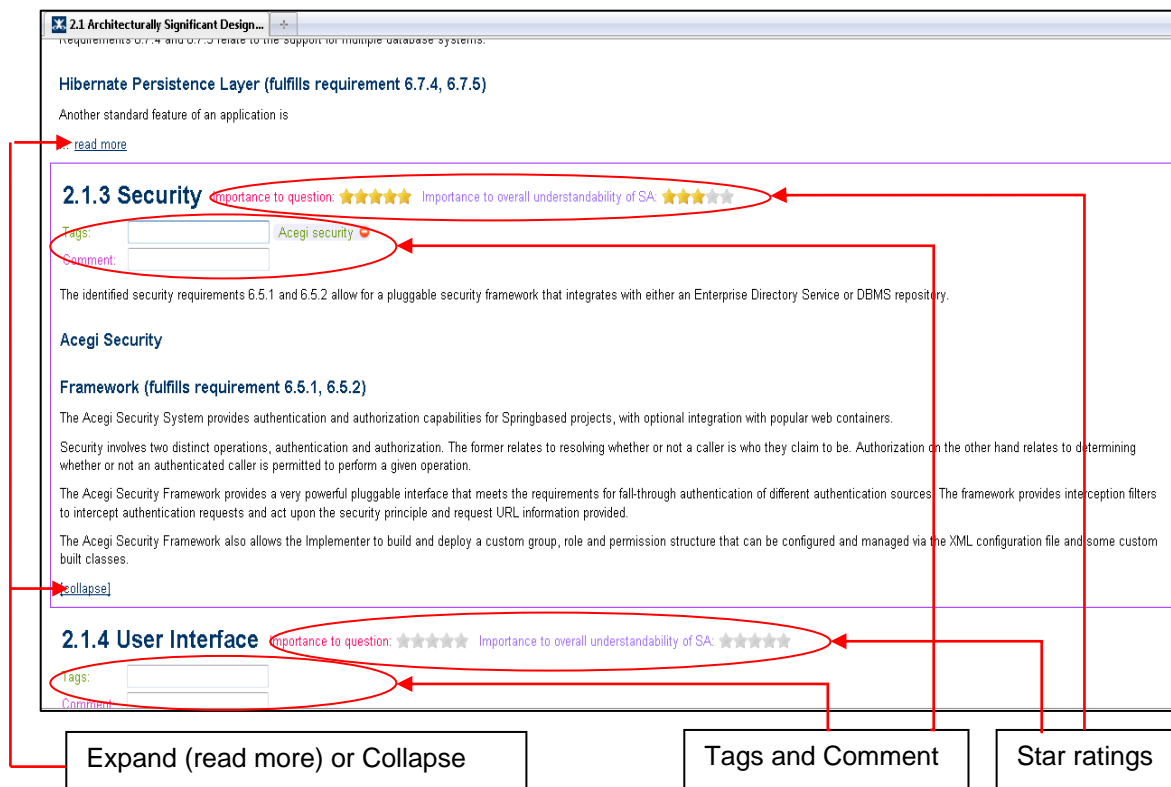 2.1 Architecturally Significant Design...
Requirements 6.7.4 and 6.7.5 relate to the support for multiple database systems.
Hibernate Persistence Layer (fulfills requirement 6.7.4, 6.7.5)
Another standard feature of an application is
... read more
2.1.3 Security Importance to question: Importance to overall understandability of SA:
Tags: Acegi security
Comment:
The identified security requirements 6.5.1 and 6.5.2 allow for a pluggable security framework that integrates with either an Enterprise Directory Service or DBMS repository.
Acegi Security
Framework (fulfills requirement 6.5.1, 6.5.2)
The Acegi Security System provides authentication and authorization capabilities for Springbased projects, with optional integration with popular web containers.
Security involves two distinct operations, authentication and authorization. The former relates to resolving whether or not a caller is who they claim to be. Authorization on the other hand relates to determining
whether or not an authenticated caller is permitted to perform a given operation.
The Acegi Security Framework provides a very powerful pluggable interface that meets the requirements for fall-through authentication of different authentication sources. The framework provides interception filters
to intercept authentication requests and act upon the security principle and request URL information provided.
The Acegi Security Framework also allows the Implementer to build and deploy a custom group, role and permission structure that can be configured and managed via the XML configuration file and some custom
built classes.
[collapse]
2.1.4 User Interface Importance to question: Importance to overall understandability of SA:
Tags:
Comment:
Expand (read more) or Collapse
Tags and Comment
Star ratings